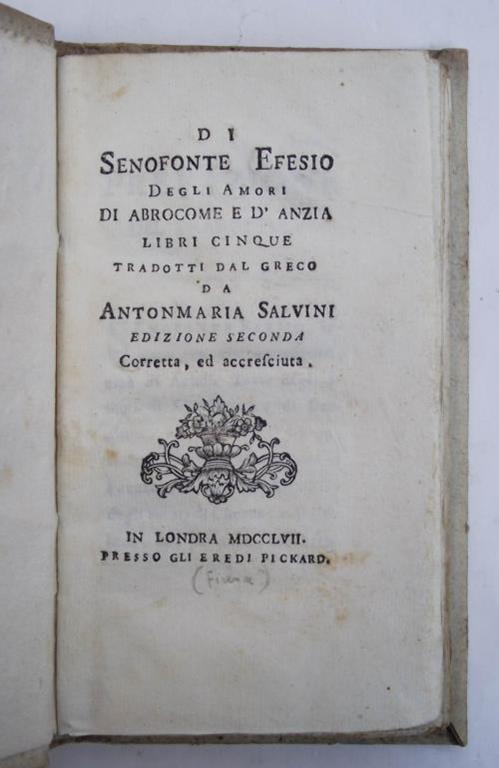 DI
SENOFONTE EFESIO
DEGLI AMORI
DI ABROCOME E D' ANZIA
LIBRI CINQUE
TRADOTTI DAL GRECO
DA
ANTONMARIA SALVINI
EDIZIONE SECONDA
Corretta, ed accreſciuta.
IN LONDRA MDCCLVII.
PRESSO GLI EREDI PICKARD.